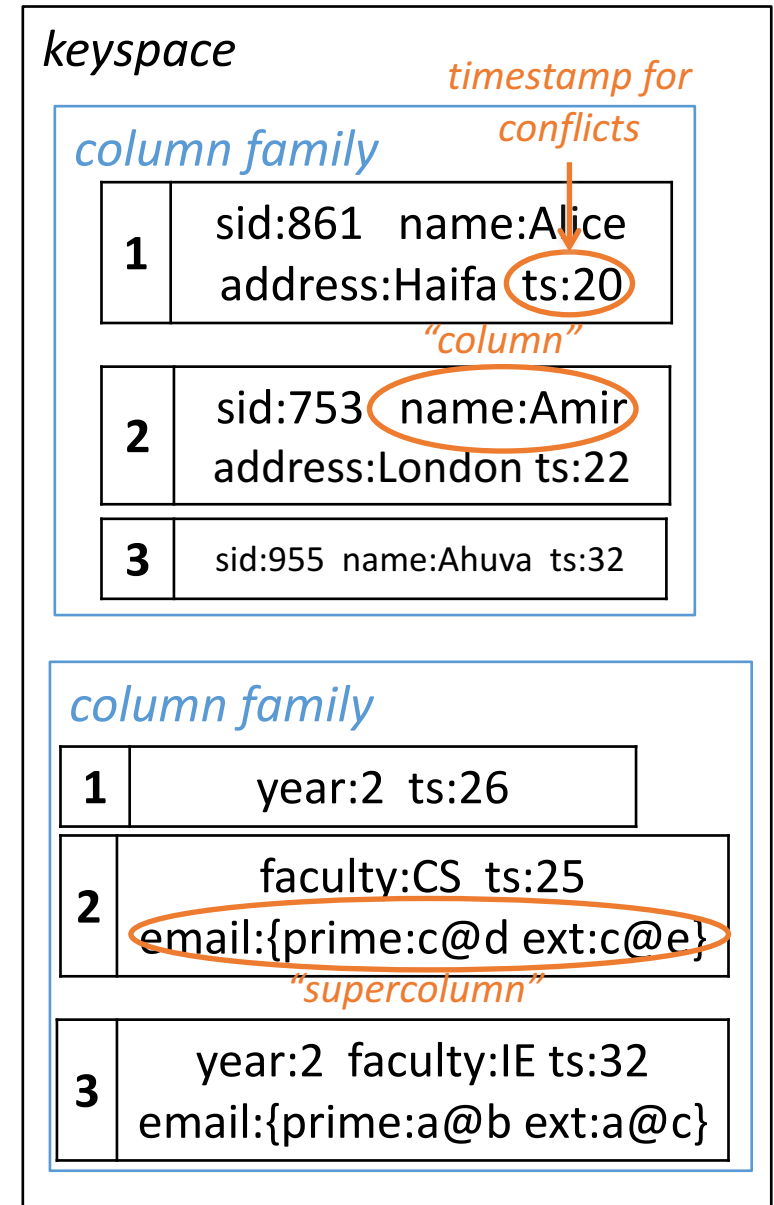 keyspace
timestamp for
conflicts
column family
1
sid:861 name:Alice
address:Haifa ts:20
“column”
2
sid:753 name:Amir
address:London ts:22
3
sid:955 name:Ahuva ts:32
column family
1
year:2 ts:26
2
faculty:CS ts:25
email:{prime:c@d ext:c@e}
“supercolumn”
3
year:2 faculty:IE ts:32
email:{prime:a@b ext:a@c}